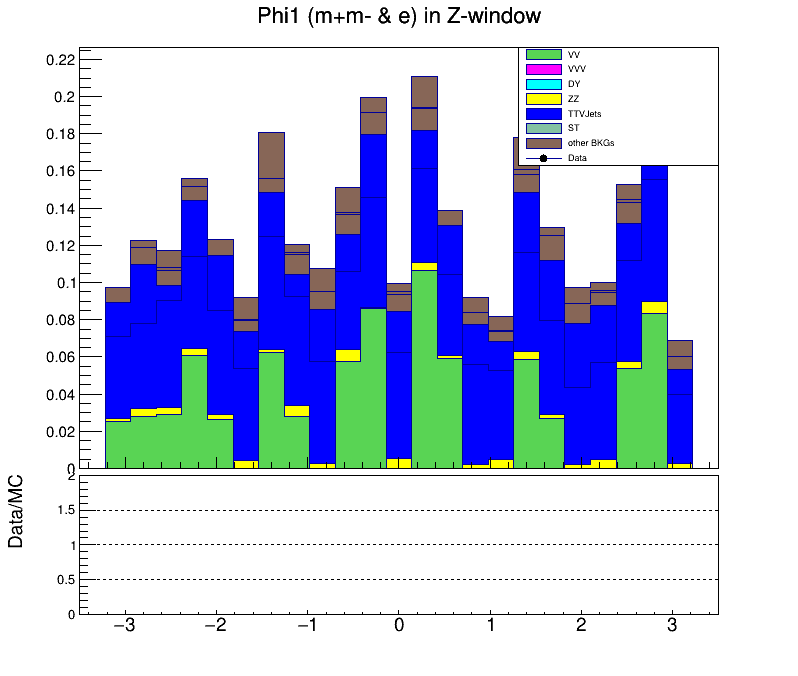 Phi1 (m+m- & e) in Z-window
VV
VVV
DY
ZZ
TTVJets
ST
other BKGs
Data
0.22
0.2
0.18
0.16
0.14
0.12
0.1
0.08
0.06
0.04
0.02
0
Data/MC
2
1.5
1
0.5
0
−3 −2 −1 0 1 2 3